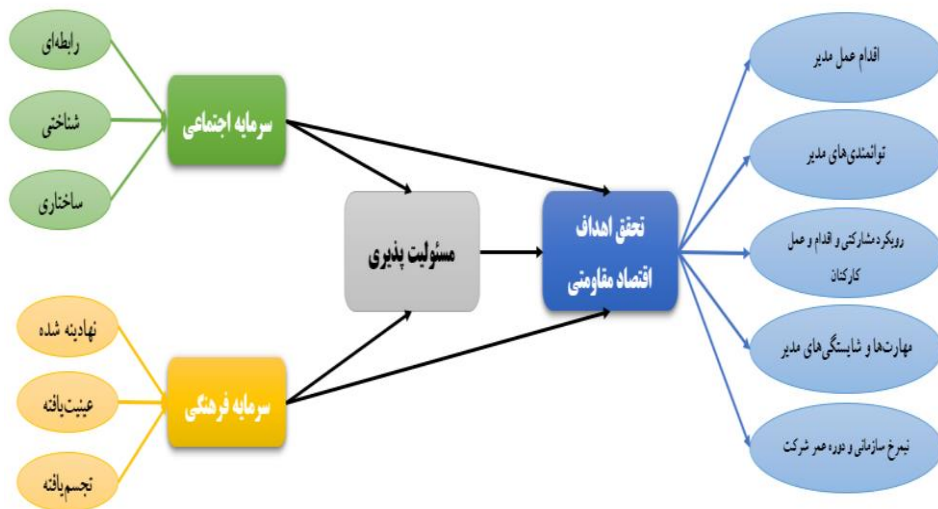 رابطه‌ای
شناختی
ساختاری
سرمایه اجتماعی
نهادینه شده
عینیت‌یافته
تجسم‌یافته
سرمایه فرهنگی
مسئولیت پذیری
تحقق اهداف
اقتصاد مقاومتی
اقدام عمل مدیر
توانمندی‌های مدیر
رویکرد مشارکتی و اقدام و عمل
کارکنان
مهارت‌ها و شایستگی‌های مدیر
نیمرخ سازمانی و دوره عمر شرکت